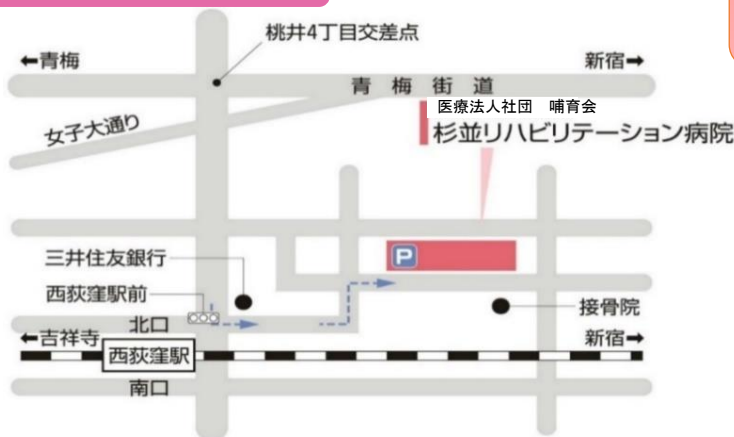 桃井4丁目交差点
←青梅
新宿→
青梅街道
医療法人社団 哺育会
杉並リハビリテーション病院
女子大通り
P
三井住友銀行
西荻窪駅前
接骨院
北口
←吉祥寺
新宿→
西荻窪駅
南口